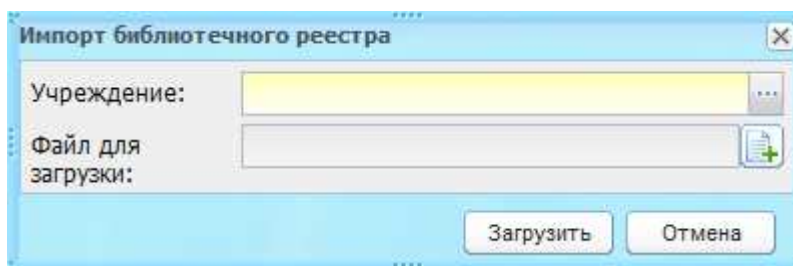 Импорт библиотечного реестра
Учреждение:
Файл для
загрузки:
Загрузить Отмена